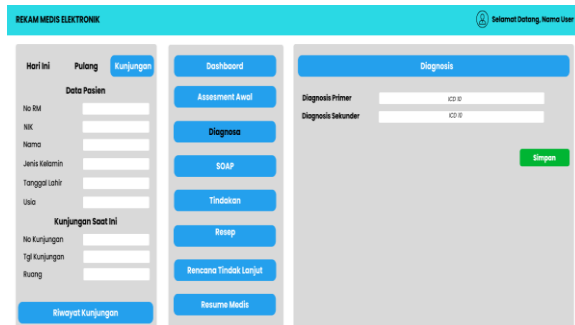 REKAM MEDIS ELEKTRONIK
Selamat Datang, Nama User
Hari Ini Pulang Kunjungan
Data Pasien
No RM
NIK
Nama
Jenis Kelamin
Tanggal Lahir
Usia
Kunjungan Saat Ini
No Kunjungan
Tgl Kunjungan
Ruang
Riwayat Kunjungan
Dashboard
Assesment Awal
Diagnosa
SOAP
Tindakan
Resep
Rencana Tindak Lanjut
Resume Medis
Diagnosis
Diagnosis Primer ICD 10
Diagnosis Sekunder ICD 10
Simpan